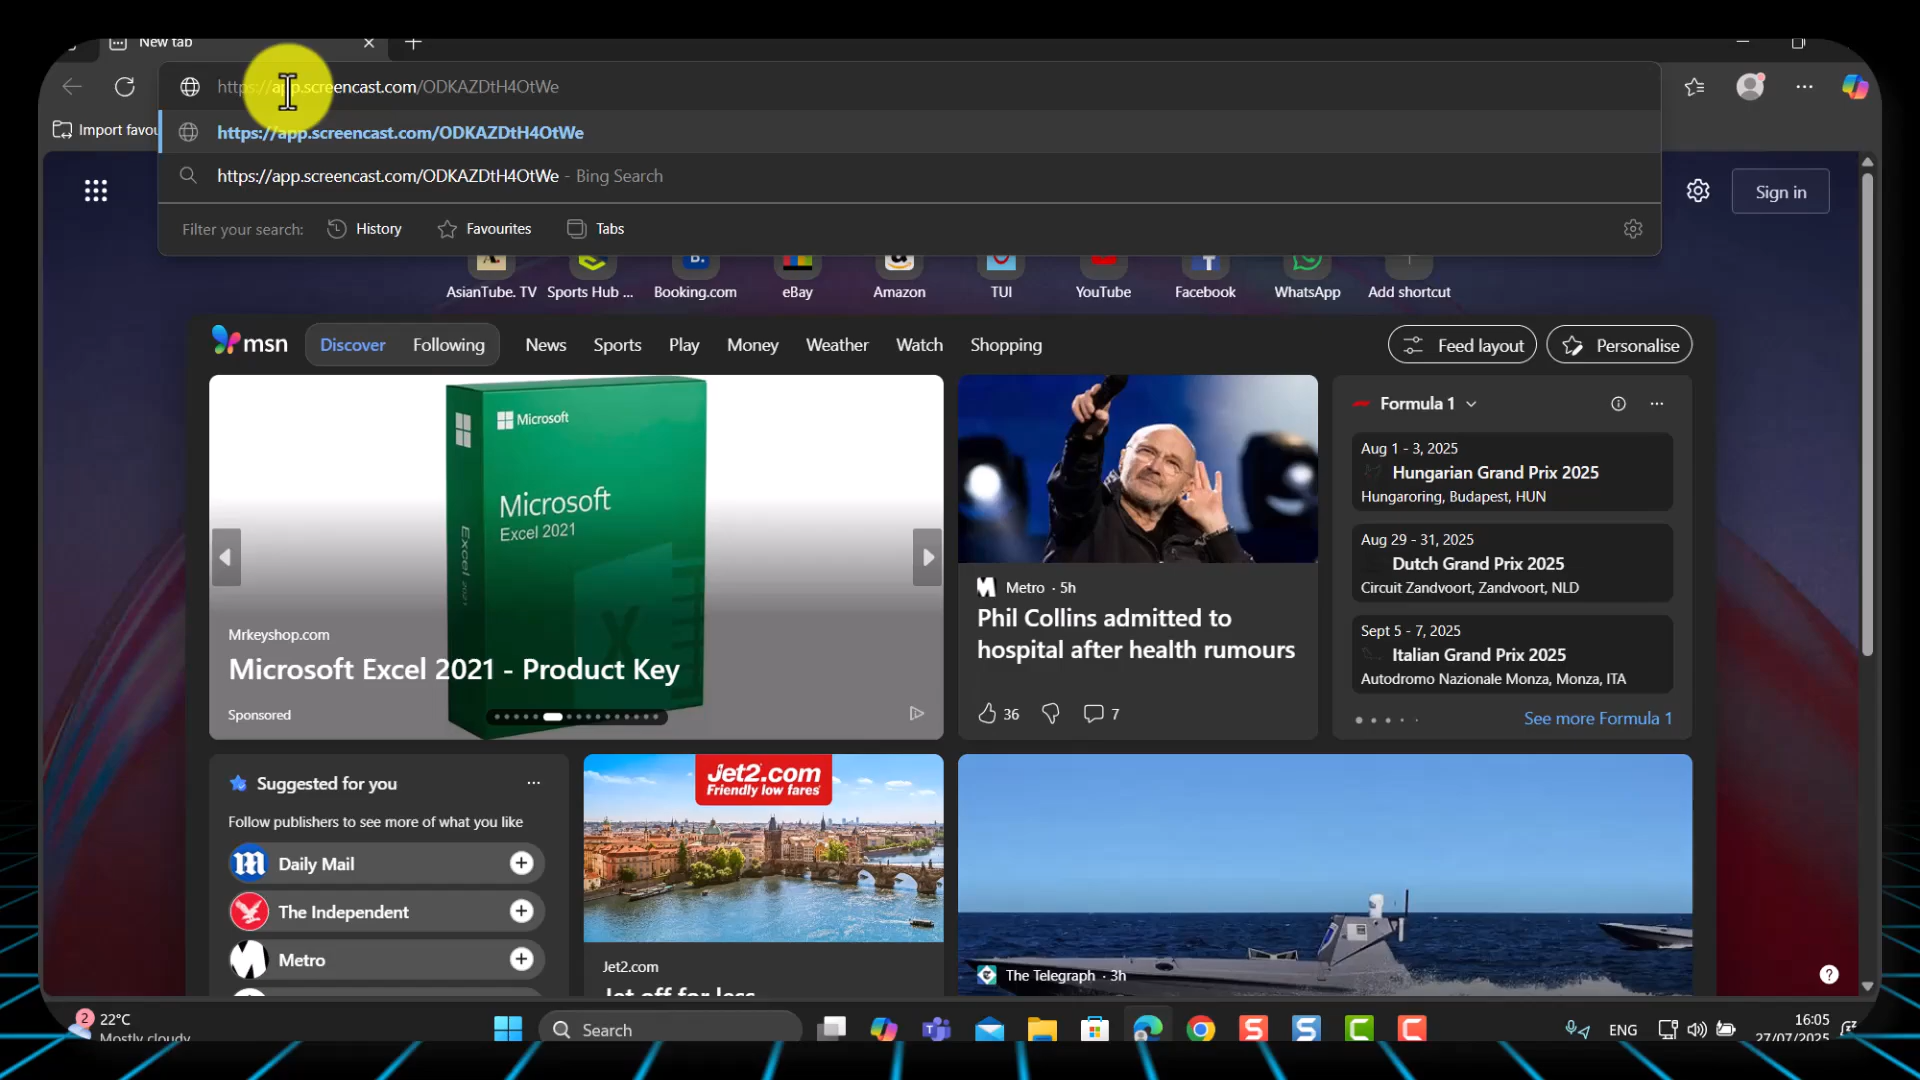 New tab
https://app.screencast.com/ODKAZDtH4OtWe
Import favou
https://app.screencast.com/ODKAZDtH4OtWe
https://app.screencast.com/ODKAZDtH4OtWe - Bing Search
Sign in
Filter your search: History Favourites Tabs
AsianTube. TV Sports Hub ... Booking.com eBay Amazon TUI YouTube Facebook WhatsApp Add shortcut
msn Discover Following News Sports Play Money Weather Watch Shopping Feed layout Personalise
Microsoft
Microsoft
Excel 2021
Excel 2021
Mrkeyshop.com
Microsoft Excel 2021 - Product Key
Sponsored
Metro · 5h
Phil Collins admitted to
hospital after health rumours
36 7
Formula 1
Aug 1 - 3, 2025
Hungarian Grand Prix 2025
Hungaroring, Budapest, HUN
Aug 29 - 31, 2025
Dutch Grand Prix 2025
Circuit Zandvoort, Zandvoort, NLD
Sept 5 - 7, 2025
Italian Grand Prix 2025
Autodromo Nazionale Monza, Monza, ITA
See more Formula 1
Suggested for you
Follow publishers to see more of what you like
Daily Mail
The Independent
Metro
Jet2.com
Friendly low fares
Jet2.com
Jet off for less
The Telegraph · 3h
2
22°C
Mostly cloudy
Search
ENG
16:05
27/07/2025